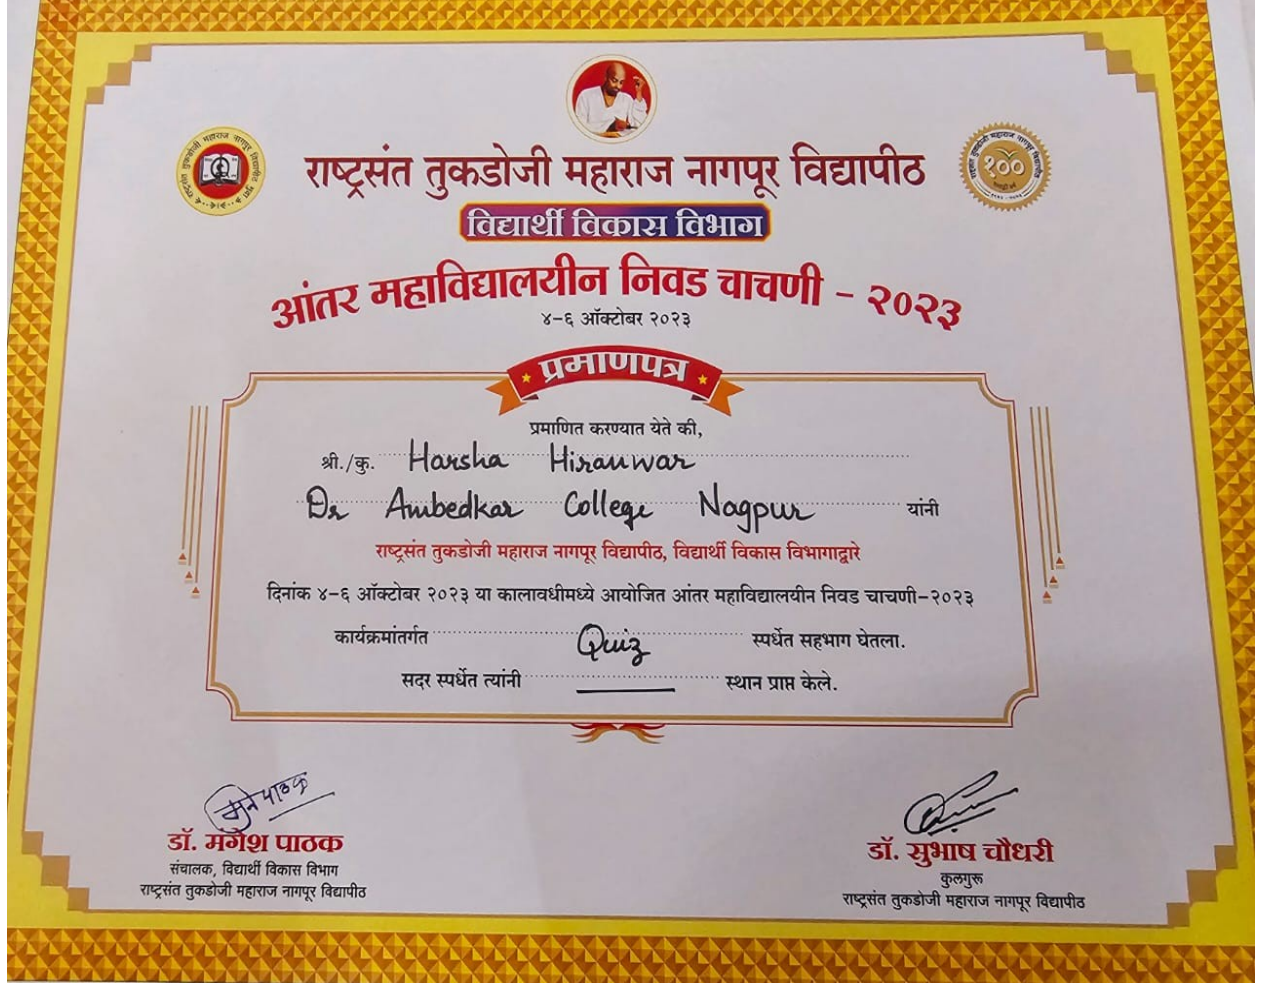 राष्ट्रसंत तुकडोजी महाराज नागपूर विद्यापीठ
१००
विद्यार्थी विकास विभाग
आंतर महाविद्यालयीन निवड चाचणी - २०२३
४-६ ऑक्टोबर २०२३
प्रमाणपत्र
प्रमाणित करण्यात येते की,
श्री./कु. Harsha Hiranwar
Dr Ambedkar College Nagpur यांनी
राष्ट्रसंत तुकडोजी महाराज नागपूर विद्यापीठ, विद्यार्थी विकास विभागाद्वारे
दिनांक ४-६ ऑक्टोबर २०२३ या कालावधीमध्ये आयोजित आंतर महाविद्यालयीन निवड चाचणी-२०२३
कार्यक्रमांतर्गत Quiz स्पर्धेत सहभाग घेतला.
सदर स्पर्धेत त्यांनी स्थान प्राप्त केले.
डॉ. मंगेश पाठक
संचालक, विद्यार्थी विकास विभाग
राष्ट्रसंत तुकडोजी महाराज नागपूर विद्यापीठ
डॉ. सुभाष चौधरी
कुलगुरू
राष्ट्रसंत तुकडोजी महाराज नागपूर विद्यापीठ